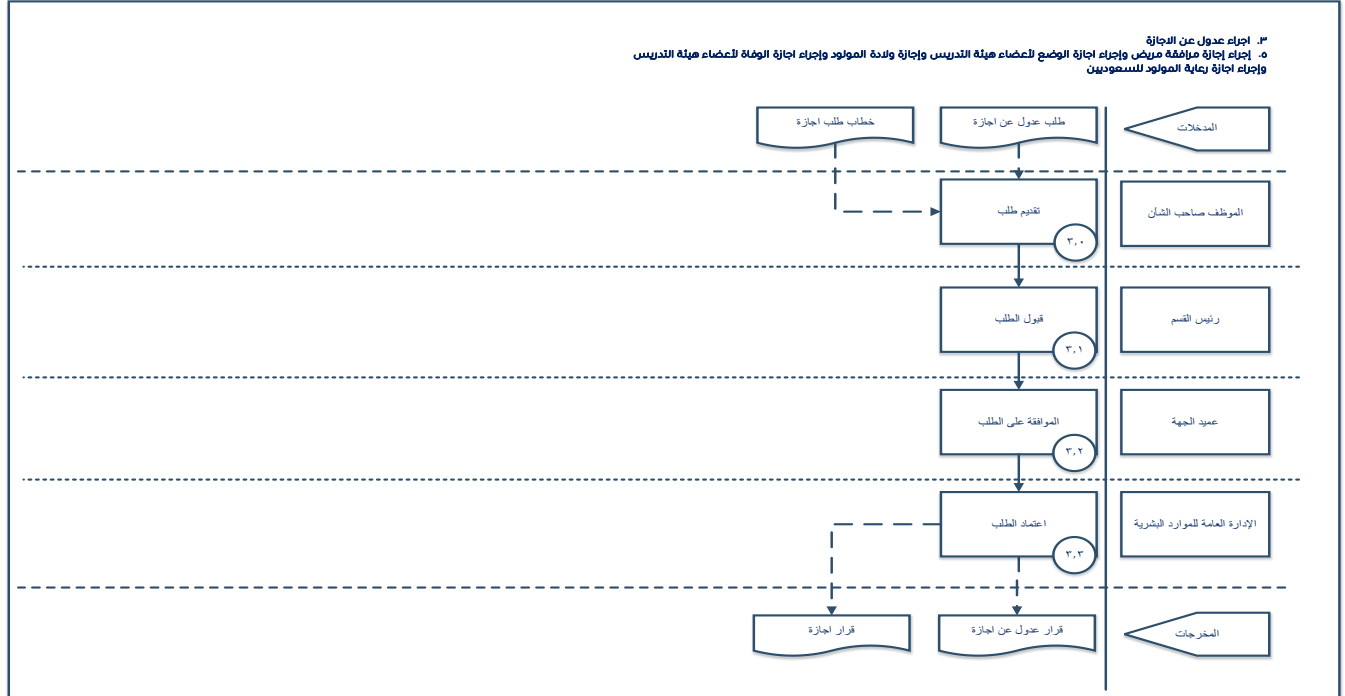 ٣. اجراء عدول عن الاجازة
٥. إجراء إجازة مرافقة مريض وإجراء اجازة الوضع لأعضاء هيئة التدريس وإجازة ولادة المولود وإجراء اجازة الوفاة لأعضاء هيئة التدريس
وإجراء اجازة رعاية المولود للسعوديين
المدخلات
طلب عدول عن اجازة
خطاب طلب اجازة
الموظف صاحب الشأن
تقديم طلب
٣,٠
رئيس القسم
قبول الطلب
٣,١
عميد الجهة
الموافقة على الطلب
٣,٢
الإدارة العامة للموارد البشرية
اعتماد الطلب
٣,٣
المخرجات
قرار عدول عن اجازة
قرار اجازة